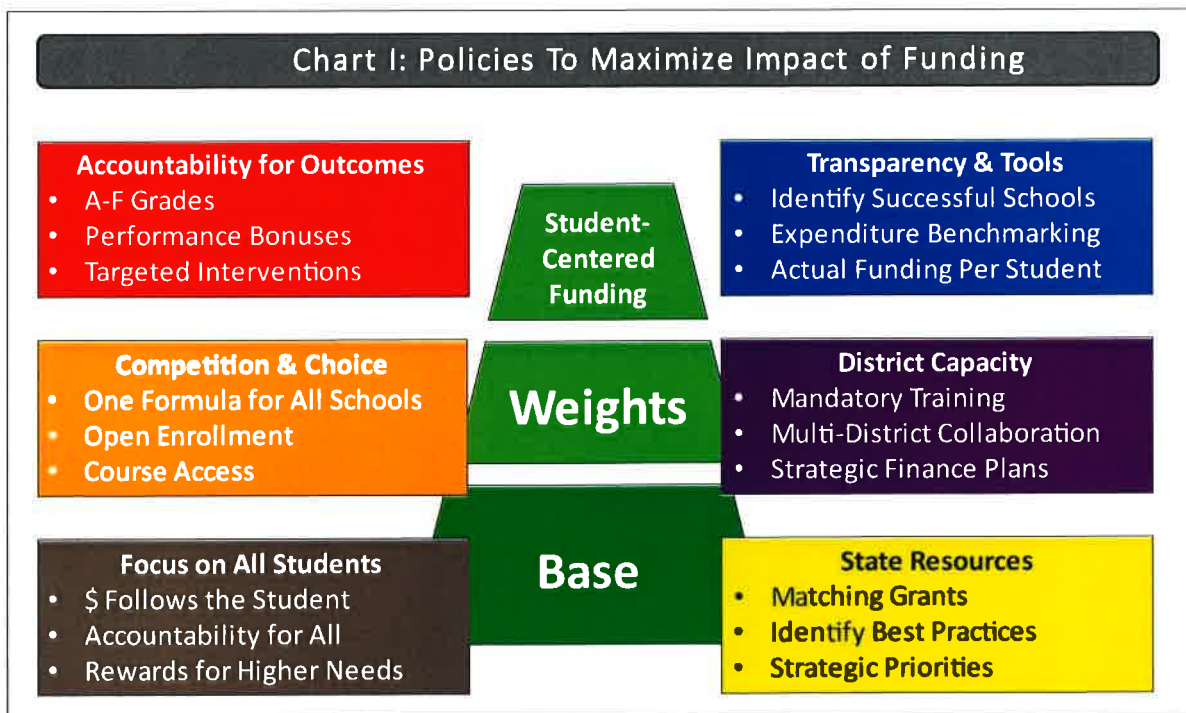 Chart I: Policies To Maximize Impact of Funding
Accountability for Outcomes
• A-F Grades
• Performance Bonuses
• Targeted Interventions
Student-
Centered
Funding
Transparency & Tools
• Identify Successful Schools
• Expenditure Benchmarking
• Actual Funding Per Student
Competition & Choice
• One Formula for All Schools
• Open Enrollment
• Course Access
Weights
District Capacity
• Mandatory Training
• Multi-District Collaboration
• Strategic Finance Plans
Focus on All Students
• $ Follows the Student
• Accountability for All
• Rewards for Higher Needs
Base
State Resources
• Matching Grants
• Identify Best Practices
• Strategic Priorities